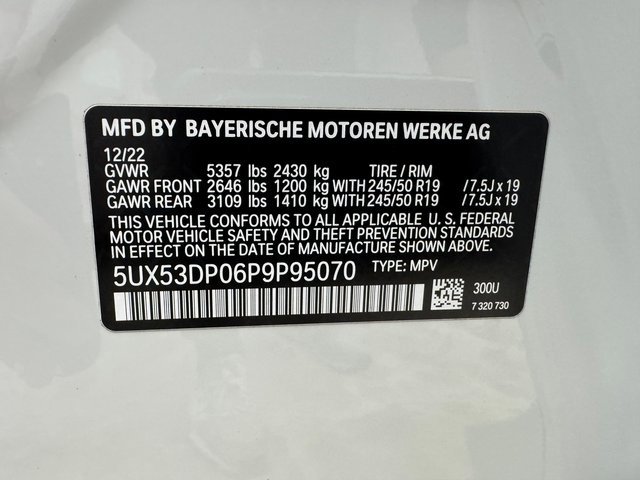 MFD BY BAYERISCHE MOTOREN WERKE AG
12/22
GVWR 5357 lbs 2430 kg TIRE / RIM
GAWR FRONT 2646 lbs 1200 kg WITH 245/50 R19 /7.5J x 19
GAWR REAR 3109 lbs 1410 kg WITH 245/50 R19 /7.5J x 19
THIS VEHICLE CONFORMS TO ALL APPLICABLE U. S. FEDERAL
MOTOR VEHICLE SAFETY AND THEFT PREVENTION STANDARDS
IN EFFECT ON THE DATE OF MANUFACTURE SHOWN ABOVE.
5UX53DP06P9P95070 TYPE: MPV
300U
7 320 730